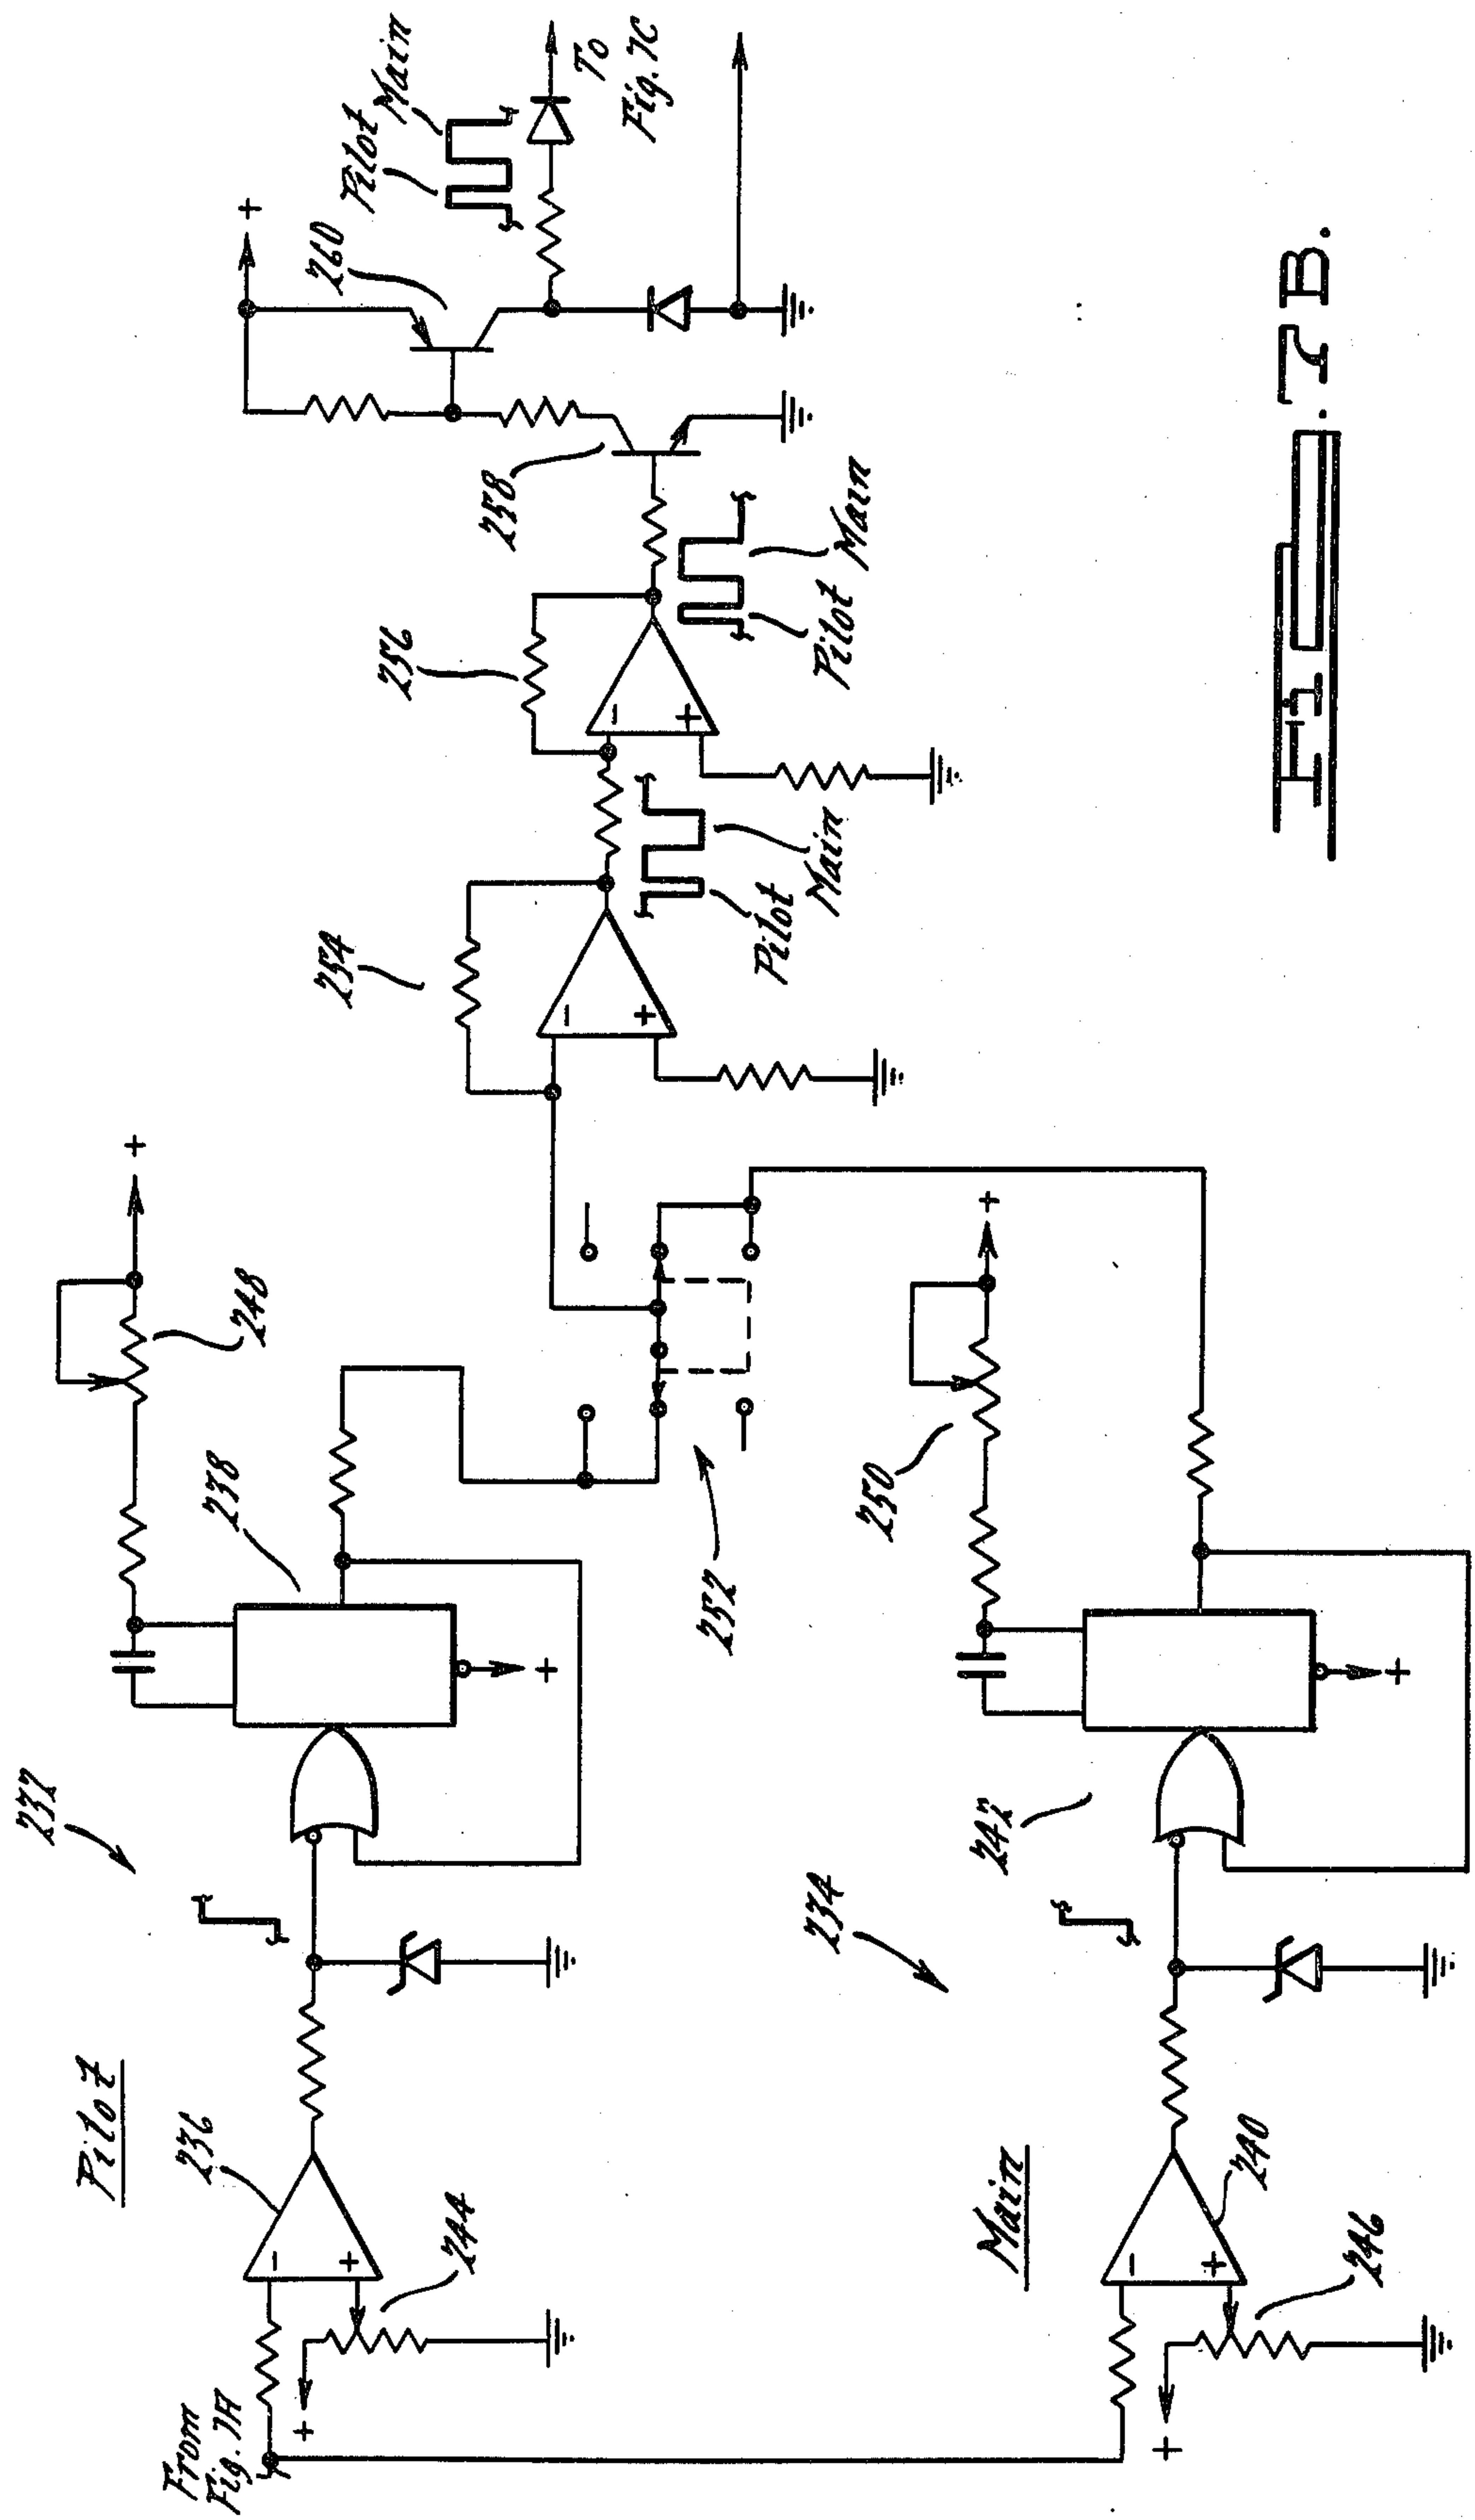 Pilot
232
From
Fig. 7A
236
244
238
248
+
+
+
-
+
252
254
-
+
Pilot
Main
256
-
+
Pilot
Main
258
260
+
Pilot
Main
To
Fig. 7C
Main
234
240
246
242
250
+
+
+
-
+
Fig. 7B.